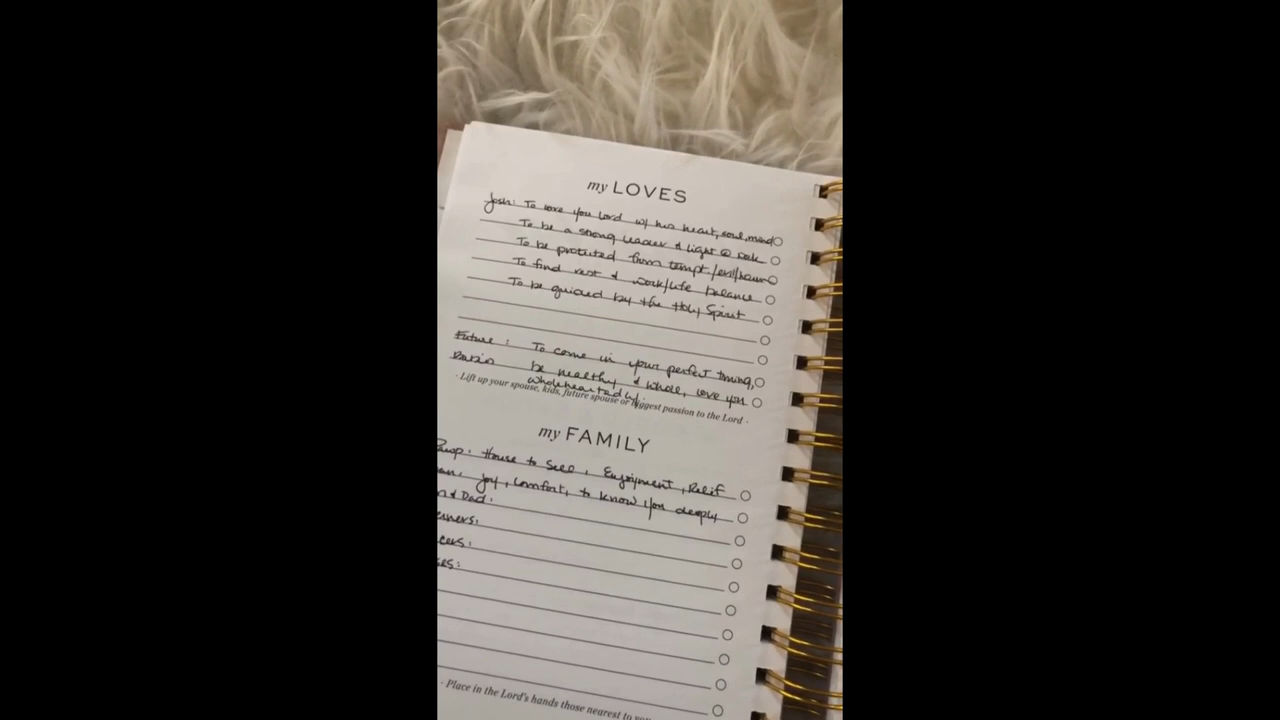 my LOVES
Josh: To love you Lord w/ his heart, soul, mind
To be a strong leader & light @ work
To be protected from tempt./evil/harm
To find rest & work/life balance
To be guided by the Holy Spirit
Future: To come in your perfect timing,
be healthy & whole, love you
wholeheartedly.
· Lift up your spouse, kids, future spouse or biggest passion to the Lord ·
my FAMILY
House to Sell, Enjoyment, Relief
Joy, Comfort, to know you deeply
& Dad:
· Place in the Lord's hands those nearest to